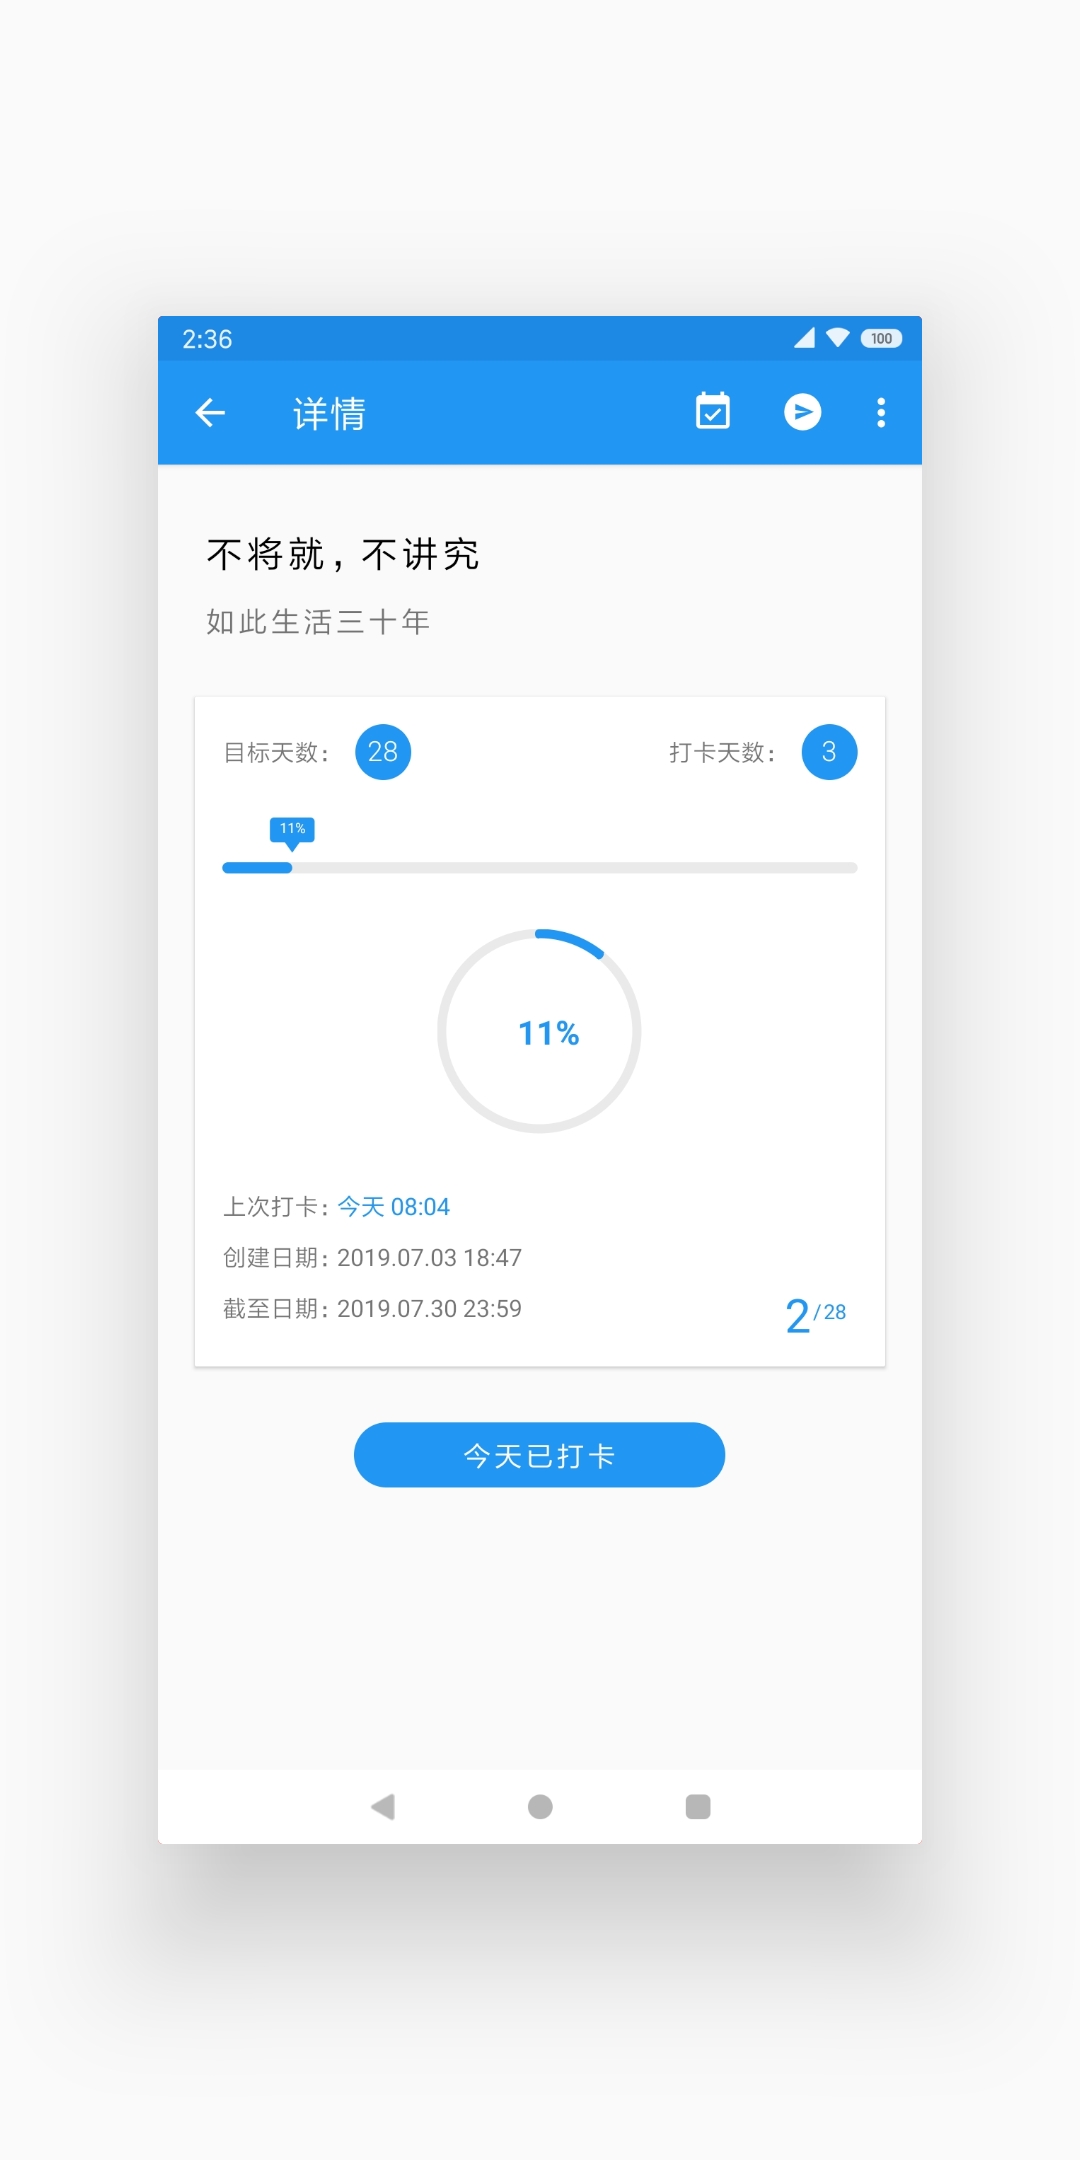 2:36
100
详情
不将就，不讲究
如此生活三十年
目标天数： 28 打卡天数： 3
11%
11%
上次打卡：今天 08:04
创建日期：2019.07.03 18:47
截至日期：2019.07.30 23:59
2/28
今天已打卡